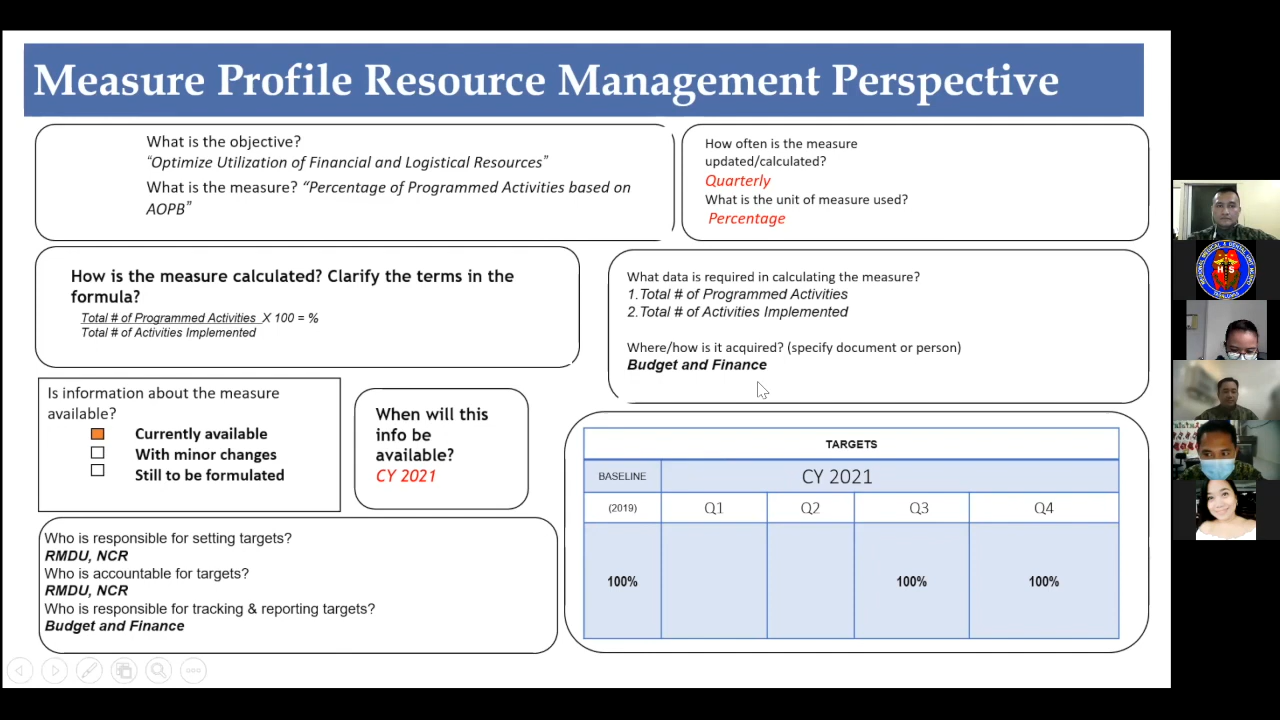 Measure Profile Resource Management Perspective
What is the objective?
“Optimize Utilization of Financial and Logistical Resources”
What is the measure? “Percentage of Programmed Activities based on
AOPB”
How often is the measure
updated/calculated?
Quarterly
What is the unit of measure used?
Percentage
How is the measure calculated? Clarify the terms in the
formula?
Total # of Programmed Activities X 100 = %
Total # of Activities Implemented
What data is required in calculating the measure?
1.Total # of Programmed Activities
2.Total # of Activities Implemented
Where/how is it acquired? (specify document or person)
Budget and Finance
Is information about the measure
available?
Currently available
With minor changes
Still to be formulated
When will this
info be
available?
CY 2021
Who is responsible for setting targets?
RMDU, NCR
Who is accountable for targets?
RMDU, NCR
Who is responsible for tracking & reporting targets?
Budget and Finance
TARGETS
BASELINE CY 2021
(2019) Q1 Q2 Q3 Q4
100% 100% 100%